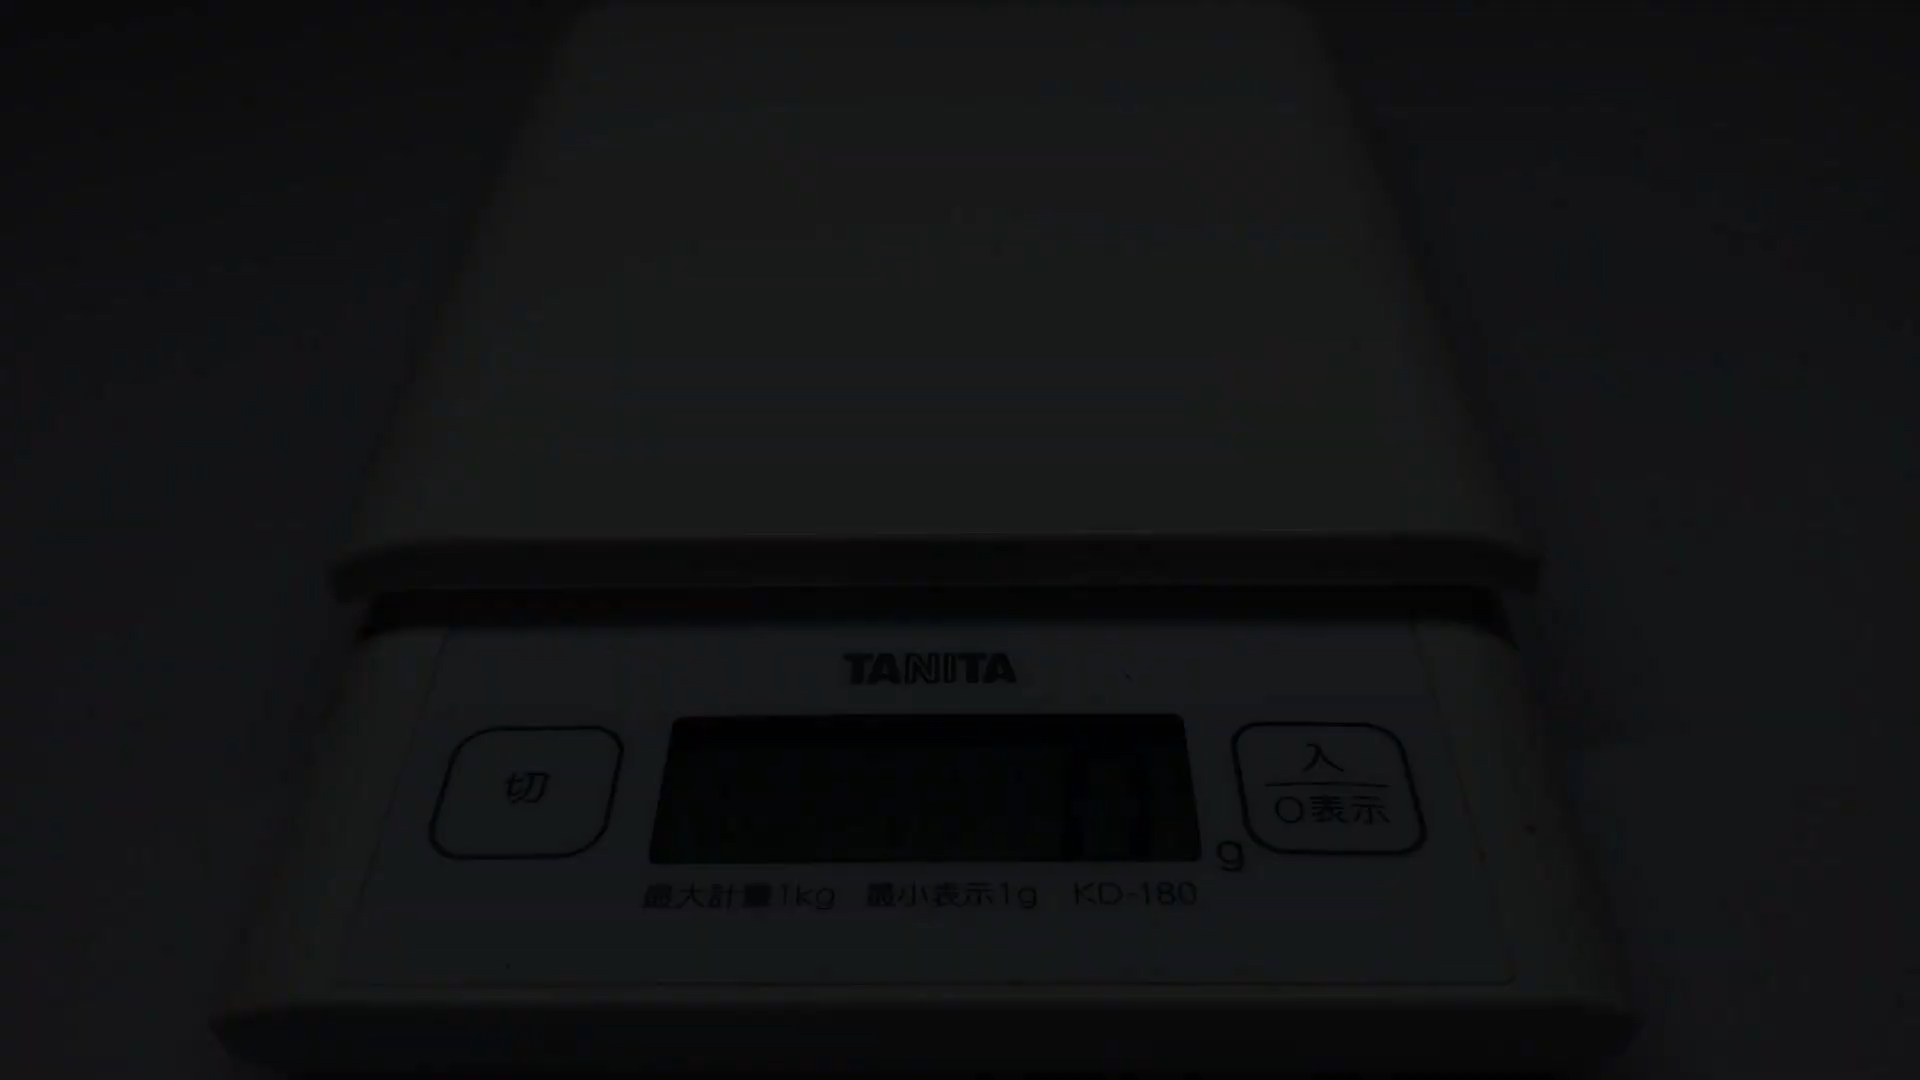 TANITA
切
入
0表示
g
最大計量1kg 最小表示1g KD-180